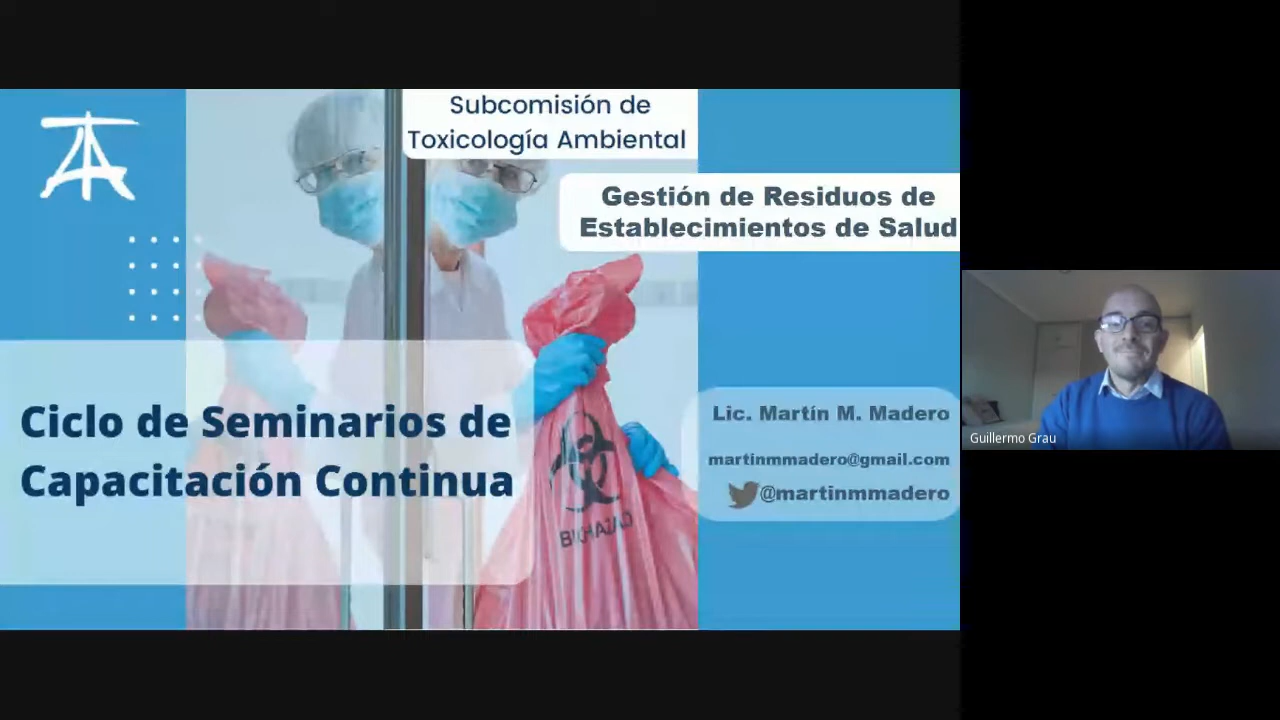 Subcomisión de
Toxicología Ambiental
Gestión de Residuos de
Establecimientos de Salud
Ciclo de Seminarios de
Capacitación Continua
Lic. Martín M. Madero
martinmmadero@gmail.com
@martinmmadero
BIOHAZARD
Guillermo Grau